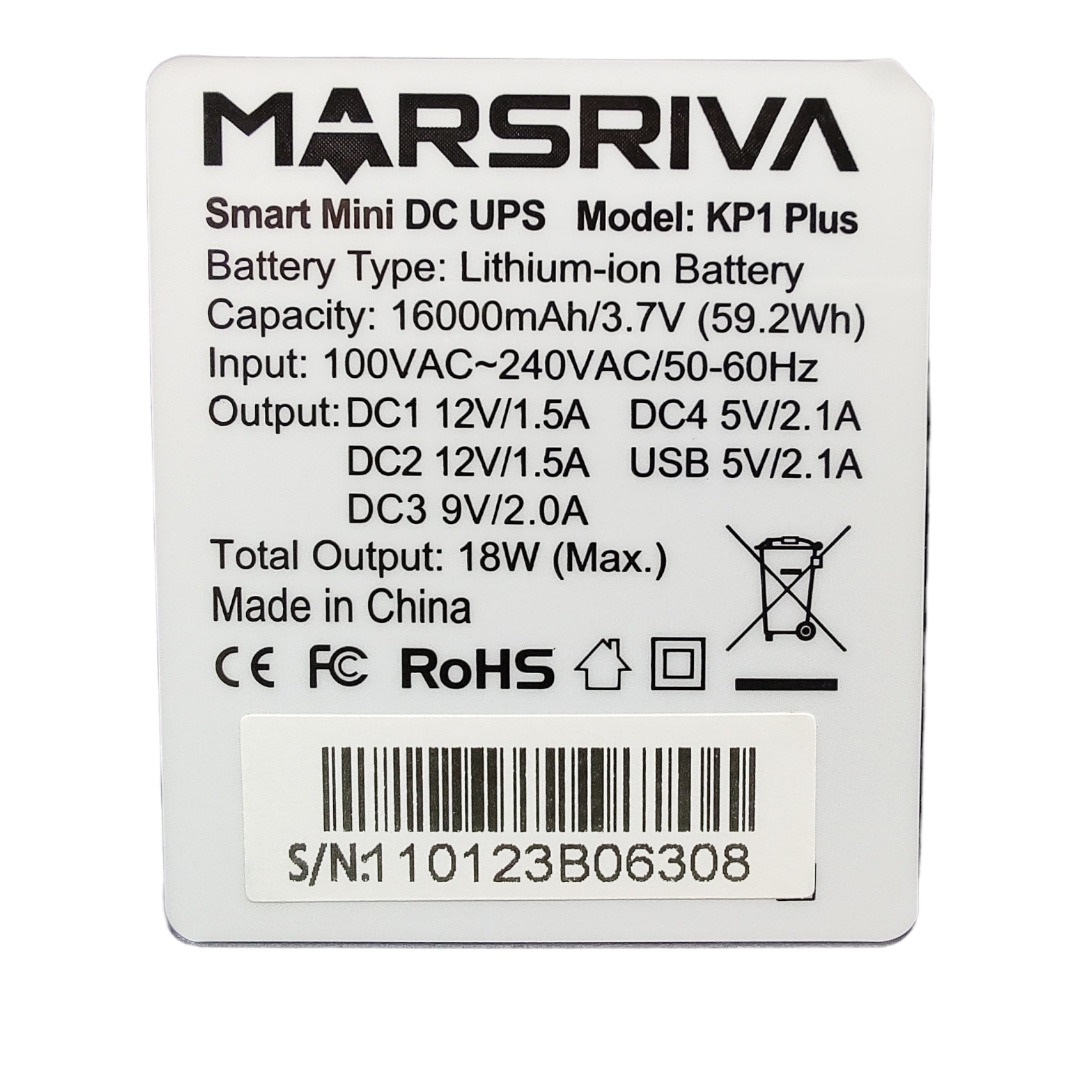 MARSRIVA
Smart Mini DC UPS Model: KP1 Plus
Battery Type: Lithium-ion Battery
Capacity: 16000mAh/3.7V (59.2Wh)
Input: 100VAC~240VAC/50-60Hz
Output: DC1 12V/1.5A DC4 5V/2.1A
DC2 12V/1.5A USB 5V/2.1A
DC3 9V/2.0A
Total Output: 18W (Max.)
Made in China
CE FC RoHS
S/N:110123B06308